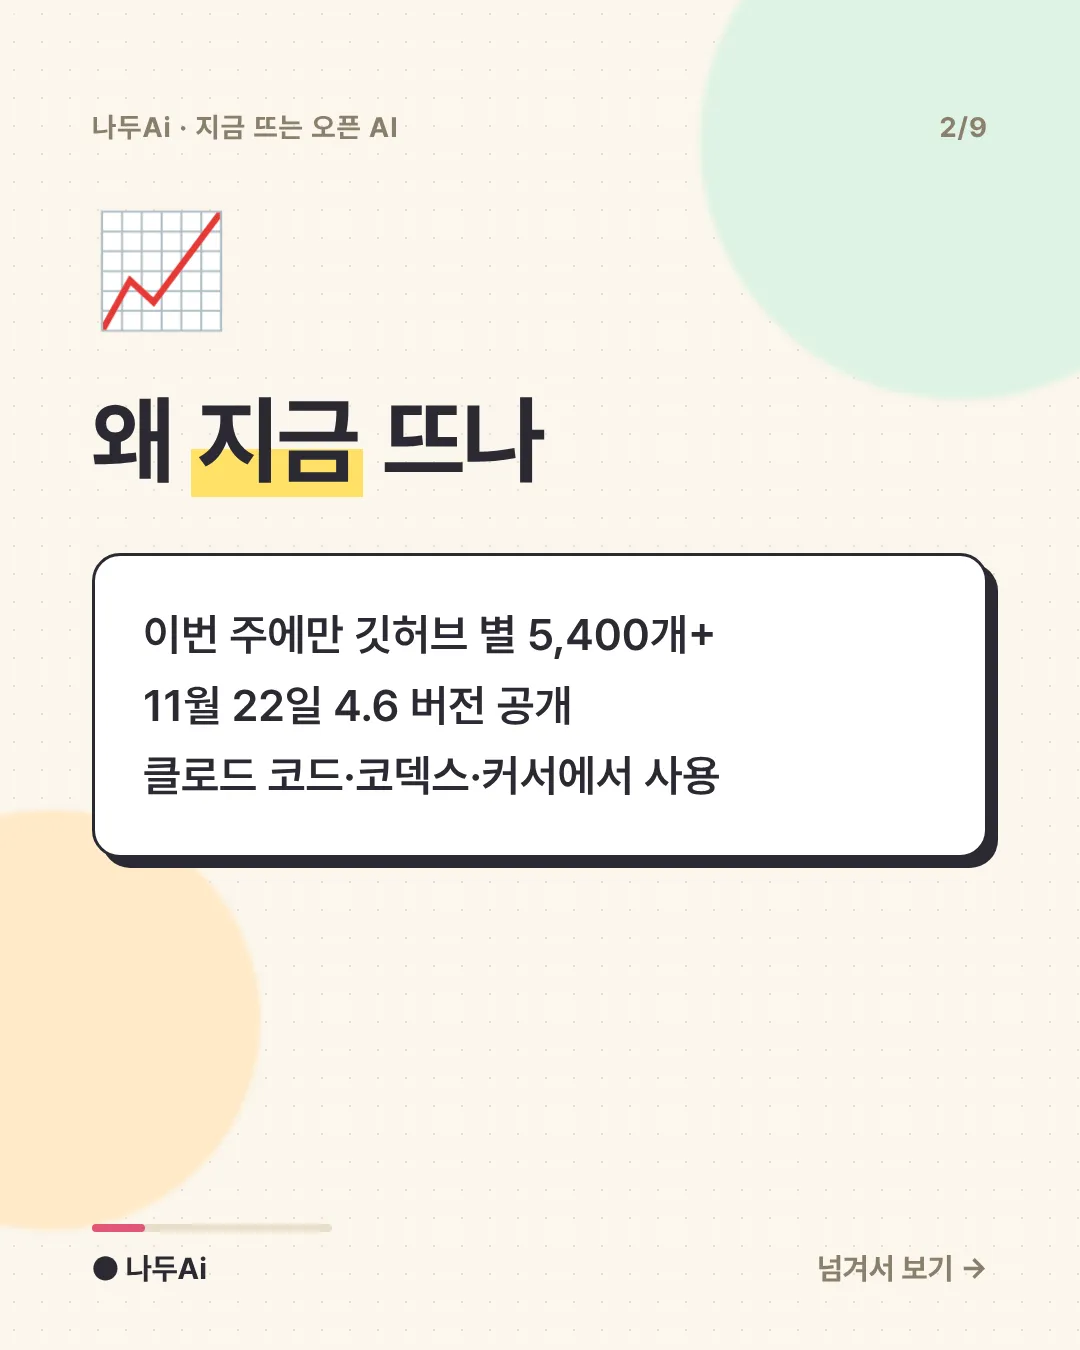 나두Ai · 지금 뜨는 오픈 AI
2/9
왜 지금 뜨나
이번 주에만 깃허브 별 5,400개+
11월 22일 4.6 버전 공개
클로드 코드·코덱스·커서에서 사용
나두Ai
넘겨서 보기 →